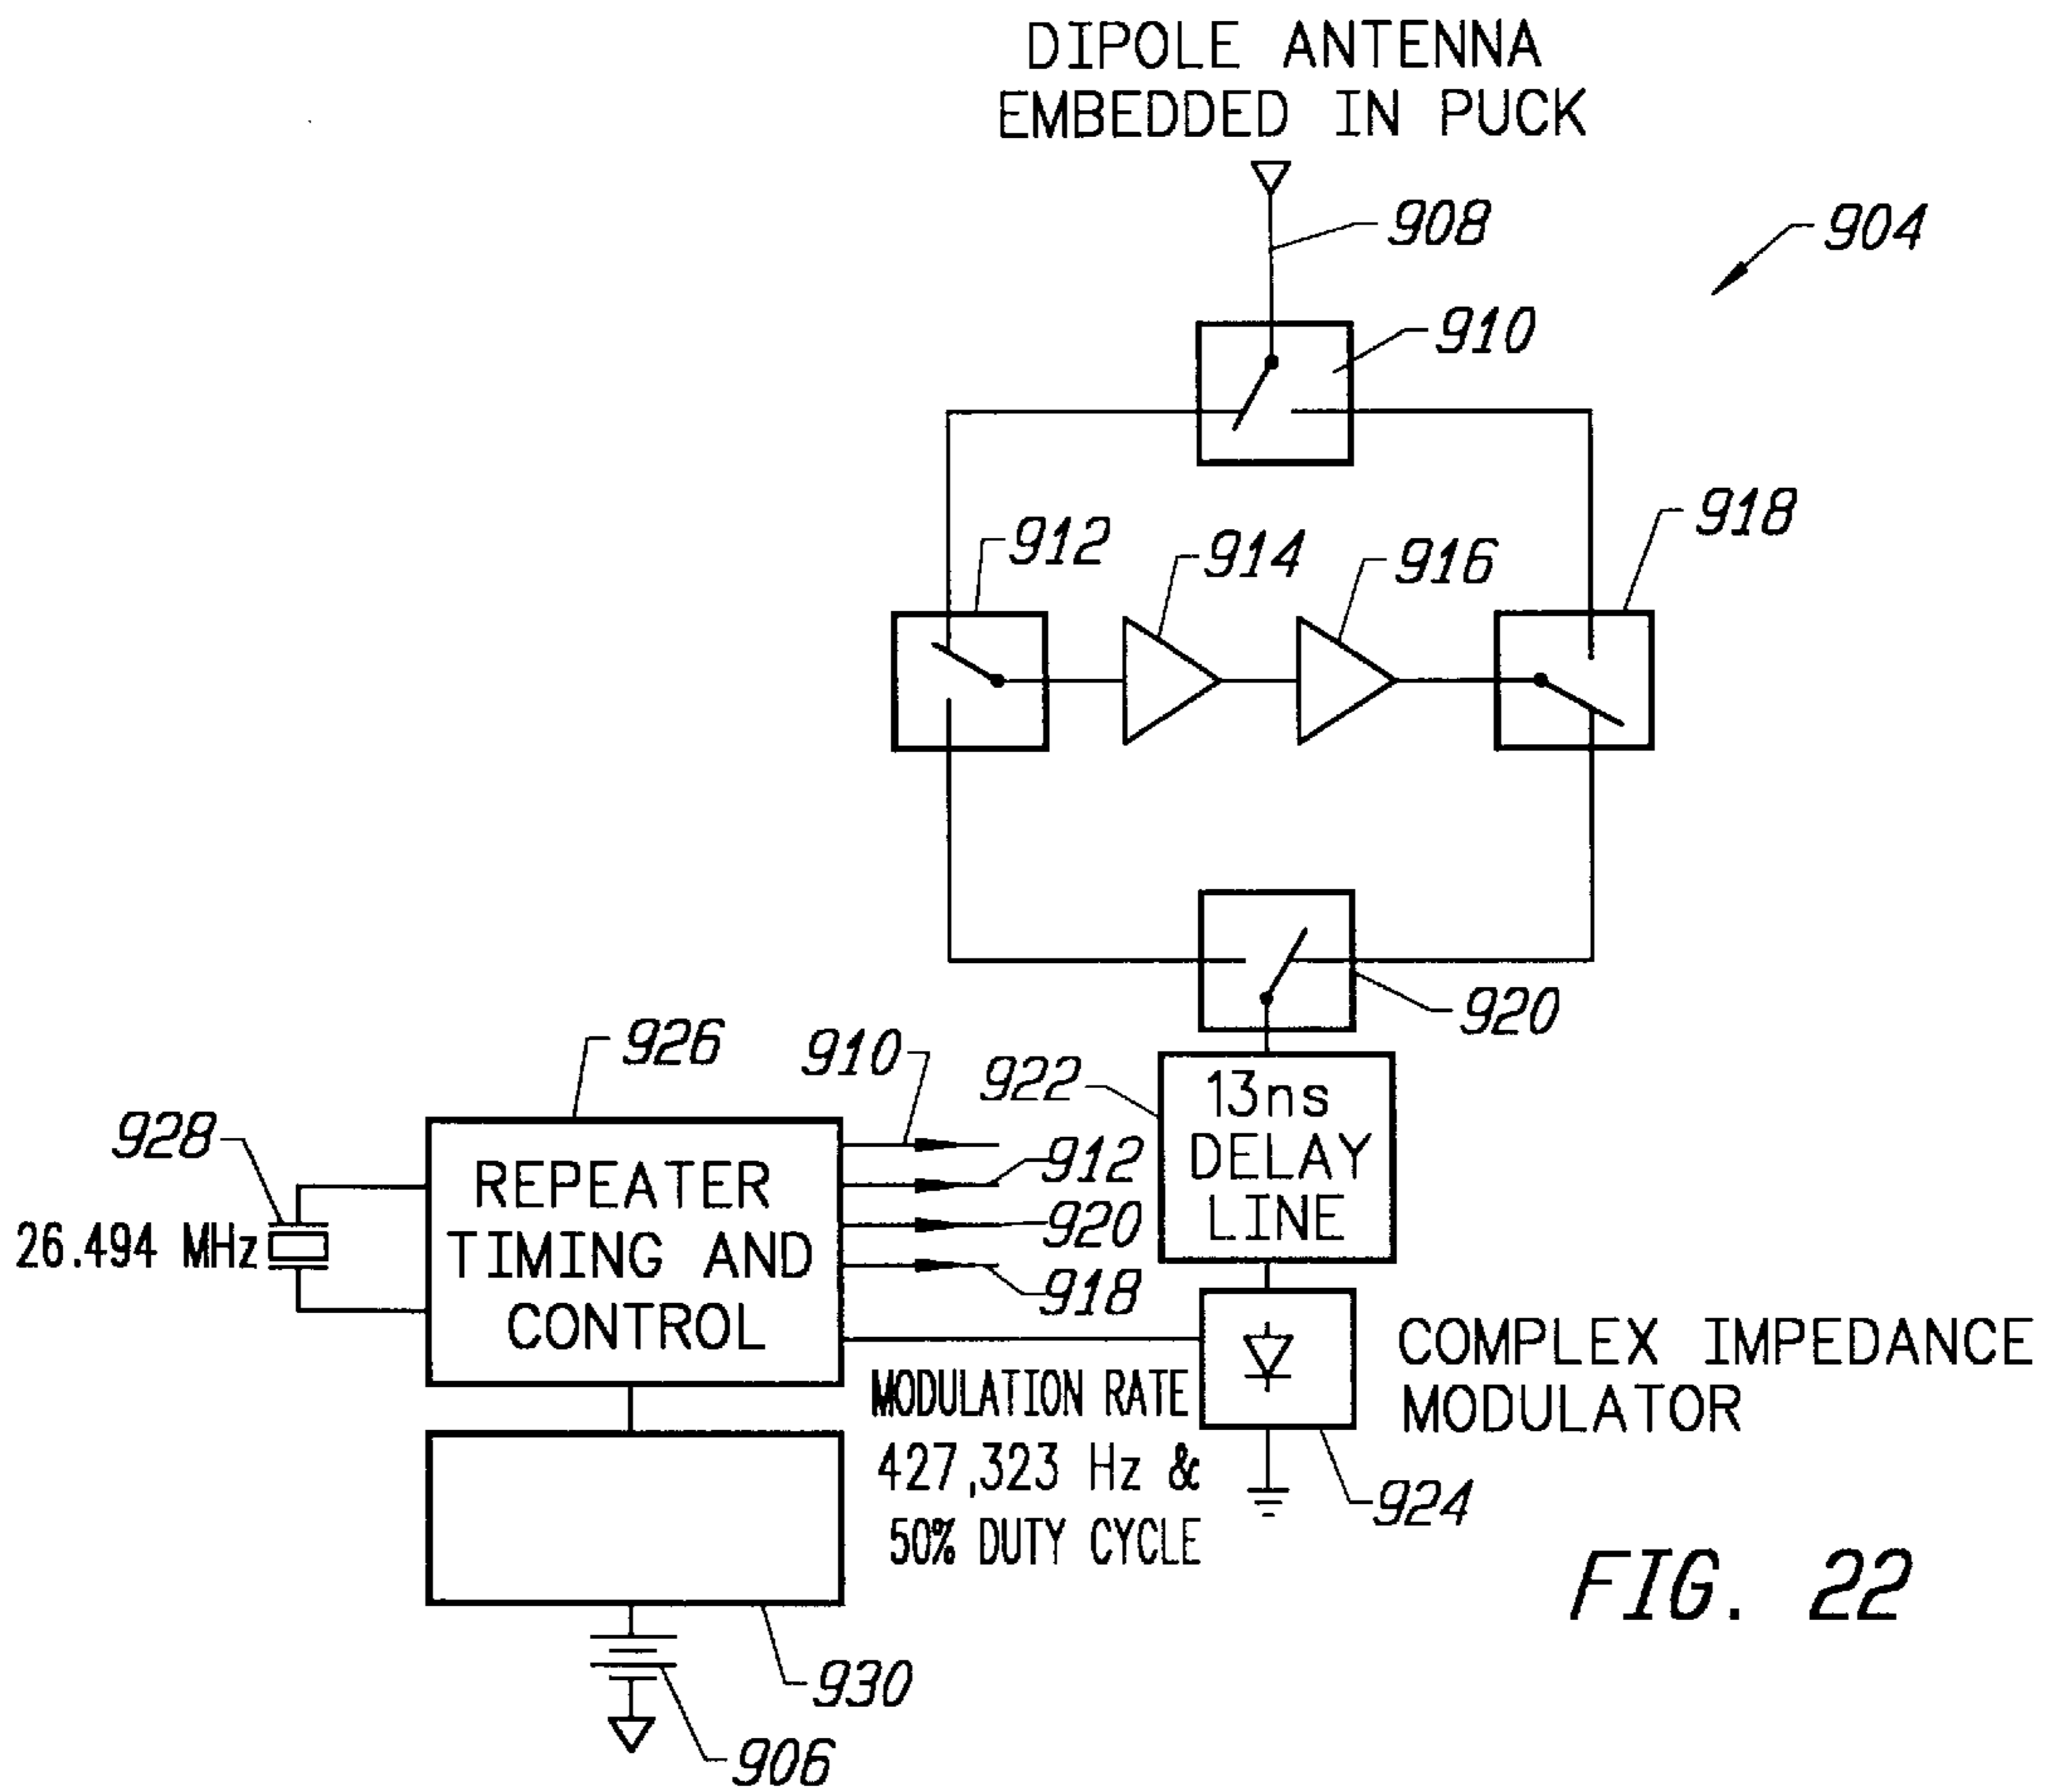 DIPOLE ANTENNA
EMBEDDED IN PUCK
908
904
910
918
912
914
916
920
926
910
922
13ns
DELAY
LINE
928
912
REPEATER
TIMING AND
CONTROL
920
26.494 MHz
918
COMPLEX IMPEDANCE
MODULATOR
MODULATION RATE
427,323 Hz &
50% DUTY CYCLE
924
FIG. 22
930
906